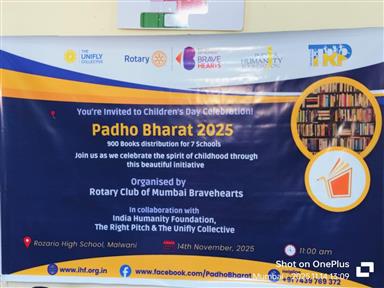 THE
UNIFLY
COLLECTIVE
Rotary
BRAVE
HEARTS
INDIA
HUMANITY
FOUNDATION
TRP
You're Invited to Children's Day Celebration!
Padho Bharat 2025
900 Books distribution for 7 Schools
Join us as we celebrate the spirit of childhood through
this beautiful initiative
Organised by
Rotary Club of Mumbai Bravehearts
In collaboration with
India Humanity Foundation,
The Right Pitch & The Unifly Collective
Rozario High School, Malwani
14th November, 2025
11:00 am
www.ihf.org.in
www.facebook.com/PadhoBharat
Shot on OnePlus